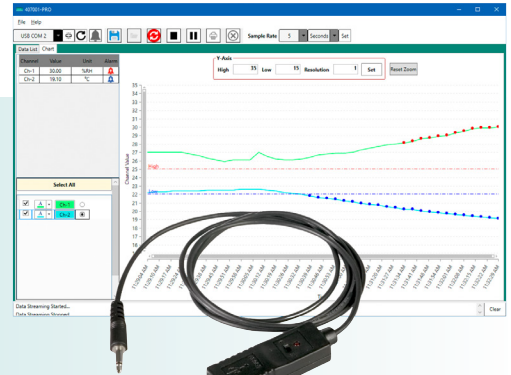 407001-PRO
File Help
USB COM 2 Sample Rate 5 Seconds Set
Data List Chart
Channel Value Unit Alarm
Ch-1 30.00 %RH
Ch-2 19.10 °C
Y-Axis
High 35 Low 15 Resolution 1 Set Reset Zoom
Select All
Ch-1
Ch-2
Channel Value
35
34
33
32
31
30
29
28
27
26
25
24
23
22
21
20
19
18
17
16
High
Low
Data Streaming Started...
Data Streaming Stopped
Clear